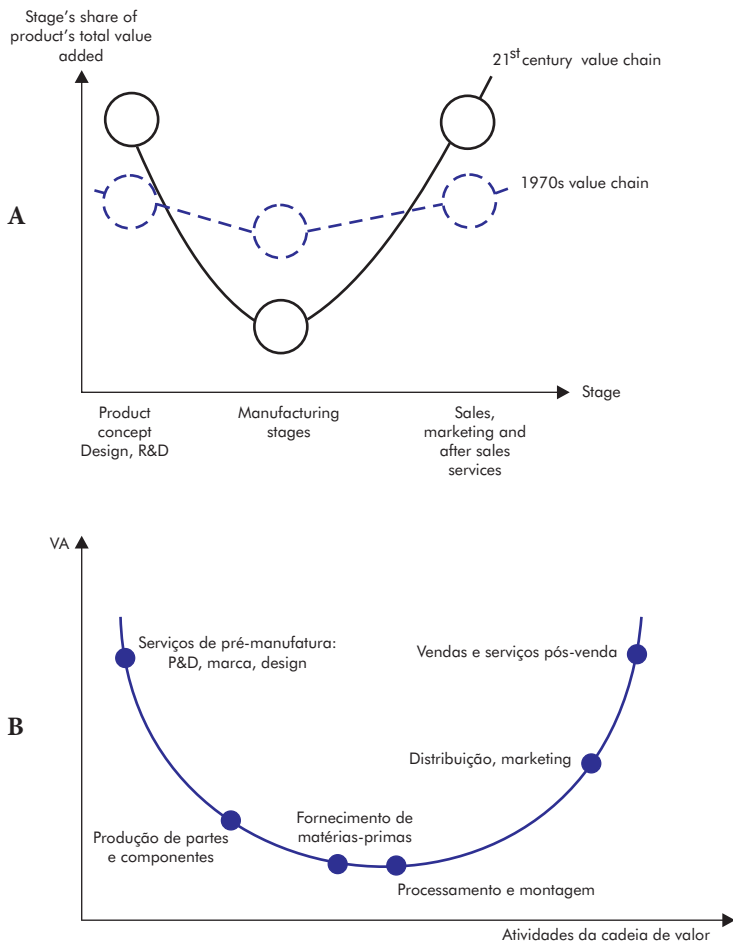 Stage's share of
product's total value
added
21st century value chain
1970s value chain
A
Stage
Product
concept
Design, R&D
Manufacturing
stages
Sales,
marketing and
after sales
services
VA
Serviços de pré-manufatura:
P&D, marca, design
Vendas e serviços pós-venda
B
Distribuição, marketing
Fornecimento de
matérias-primas
Produção de partes
e componentes
Processamento e montagem
Atividades da cadeia de valor